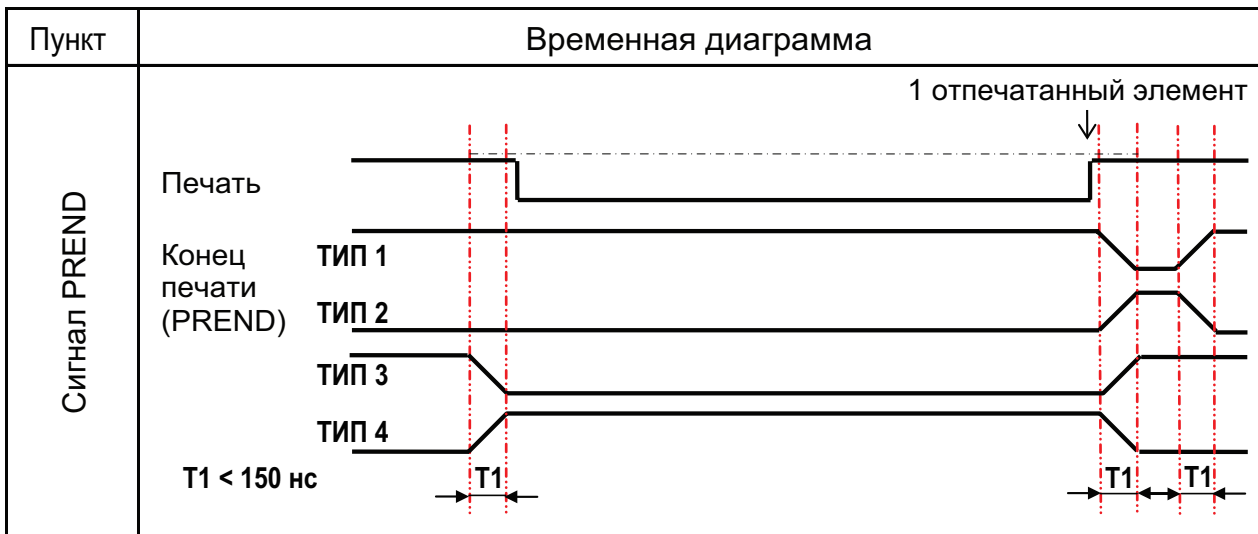 Пункт
Временная диаграмма
Сигнал PREND
1 отпечатанный элемент
Печать
Конец
печати
(PREND)
ТИП 1
ТИП 2
ТИП 3
ТИП 4
T1 < 150 нс
T1
T1
T1